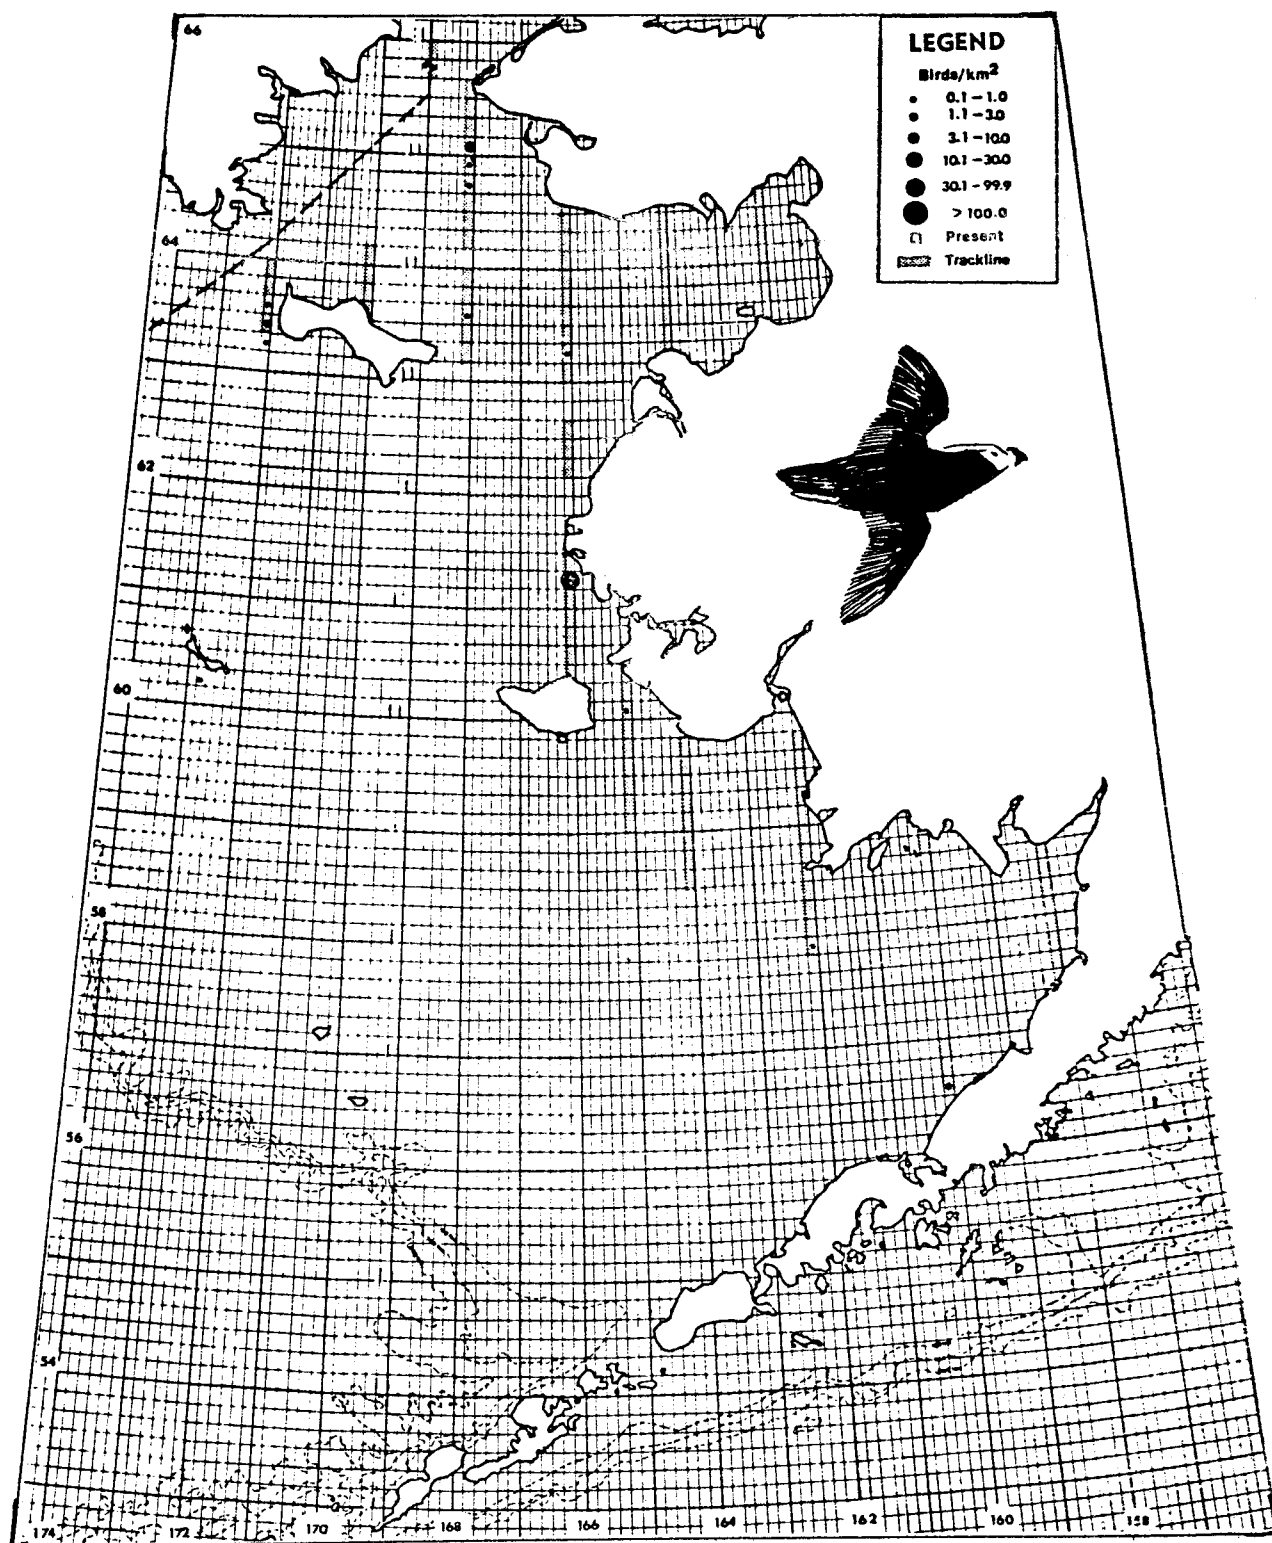 66
LEGEND
Birds/km²
0.1 – 1.0
1.1 – 3.0
3.1 – 10.0
10.1 – 30.0
30.1 – 99.9
> 100.0
Present
Trackline
64
62
60
58
56
54
174 172 170 168 166 164 162 160 158